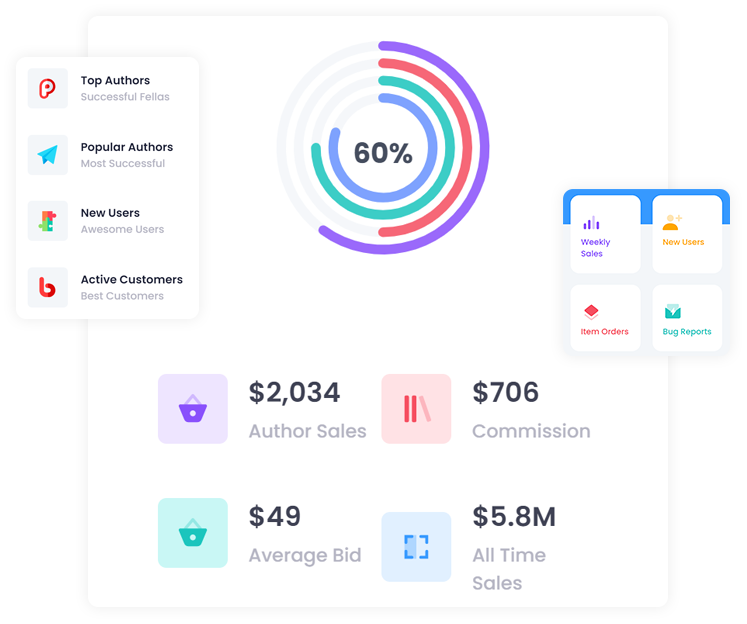 Top Authors
Successful Fellas
Popular Authors
Most Successful
New Users
Awesome Users
Active Customers
Best Customers
60%
Weekly
Sales
New Users
Item Orders
Bug Reports
$2,034
Author Sales
$706
Commission
$49
Average Bid
$5.8M
All Time
Sales